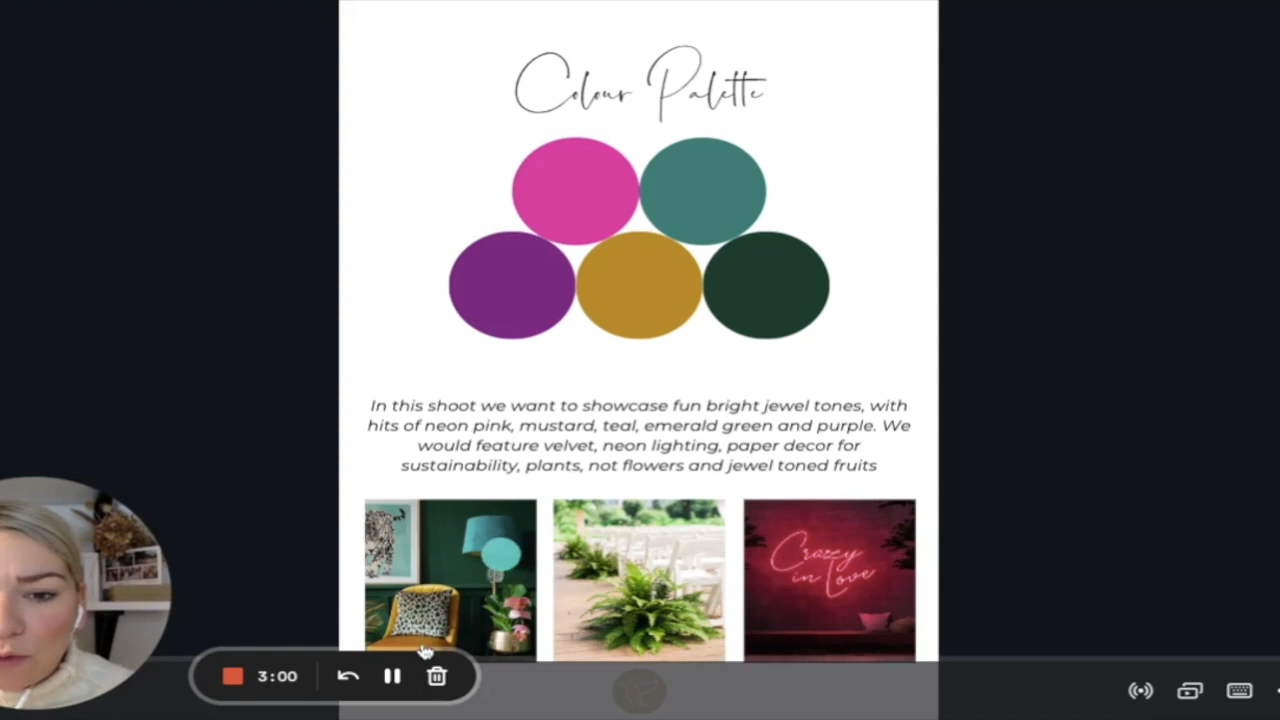 Colour Palette
In this shoot we want to showcase fun bright jewel tones, with
hits of neon pink, mustard, teal, emerald green and purple. We
would feature velvet, neon lighting, paper decor for
sustainability, plants, not flowers and jewel toned fruits
Crazy
in Love
3:00